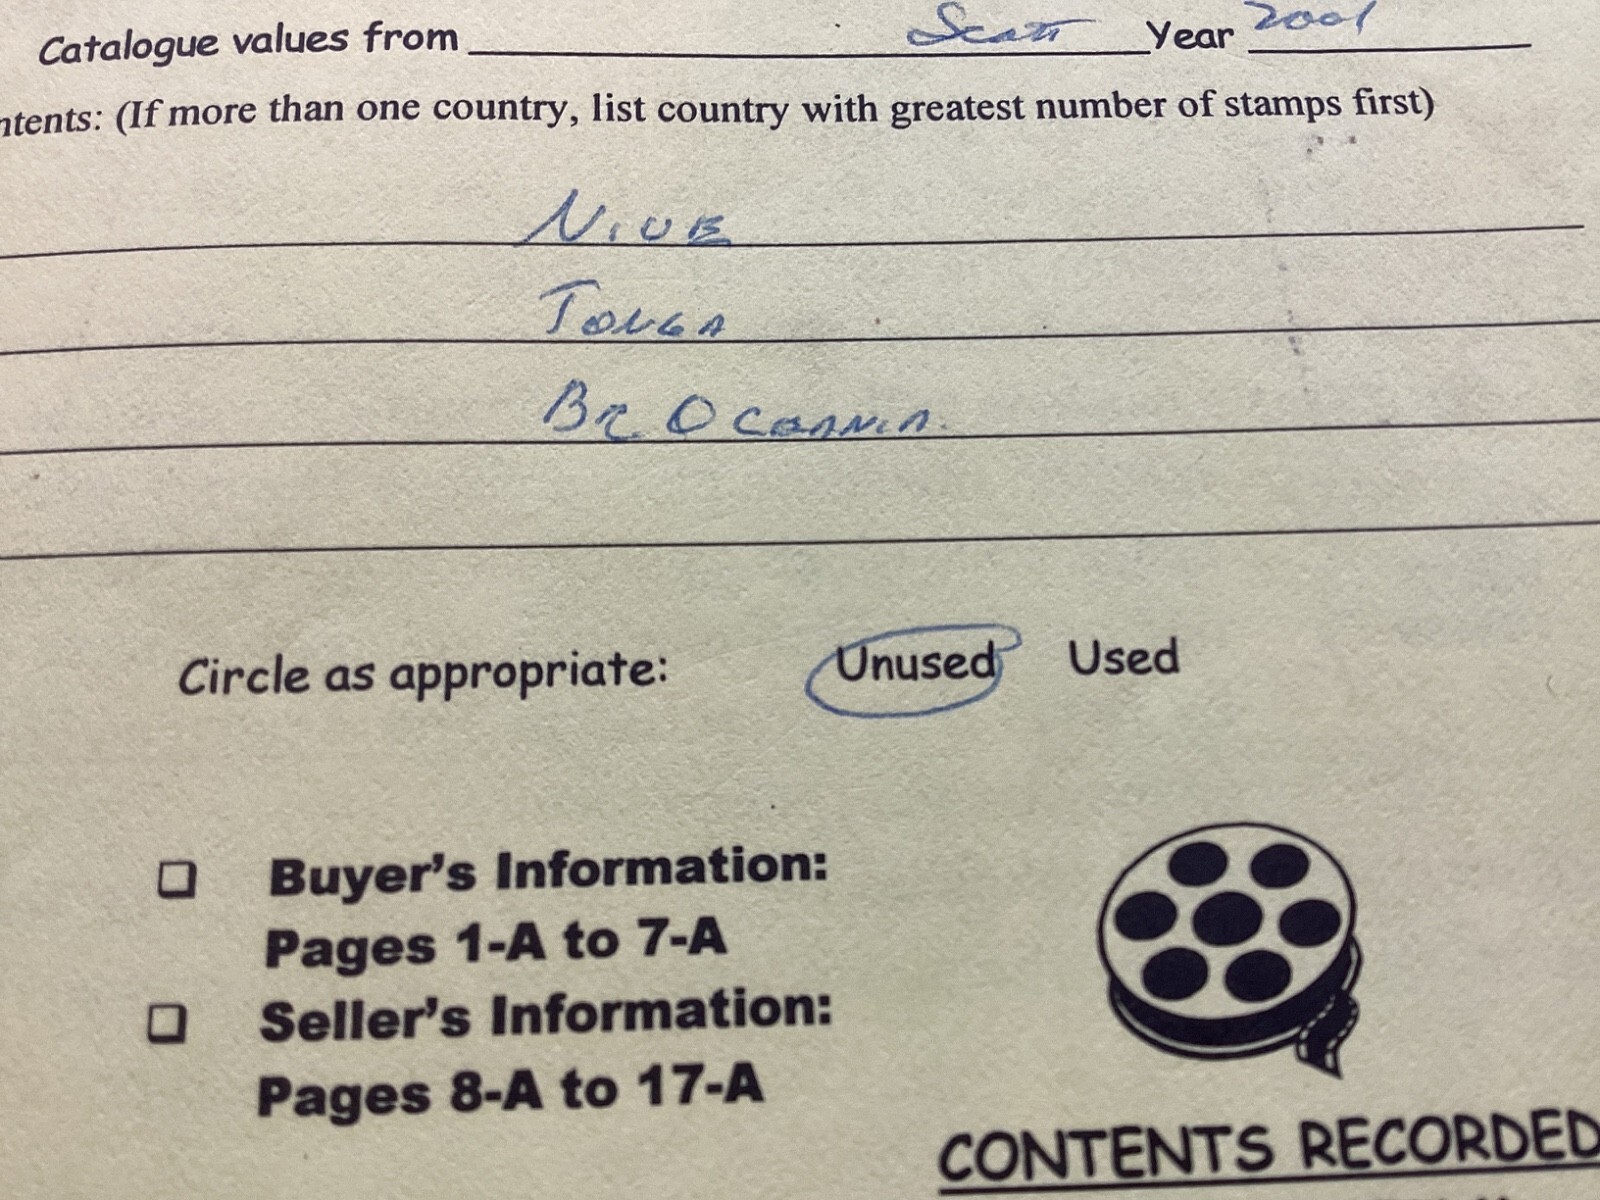 Catalogue values from Scott Year 2001
ntents: (If more than one country, list country with greatest number of stamps first)
NIUE
TONGA
BR OCEANIA.
Circle as appropriate: Unused Used
Buyer's Information:
Pages 1-A to 7-A
Seller's Information:
Pages 8-A to 17-A
CONTENTS RECORDED